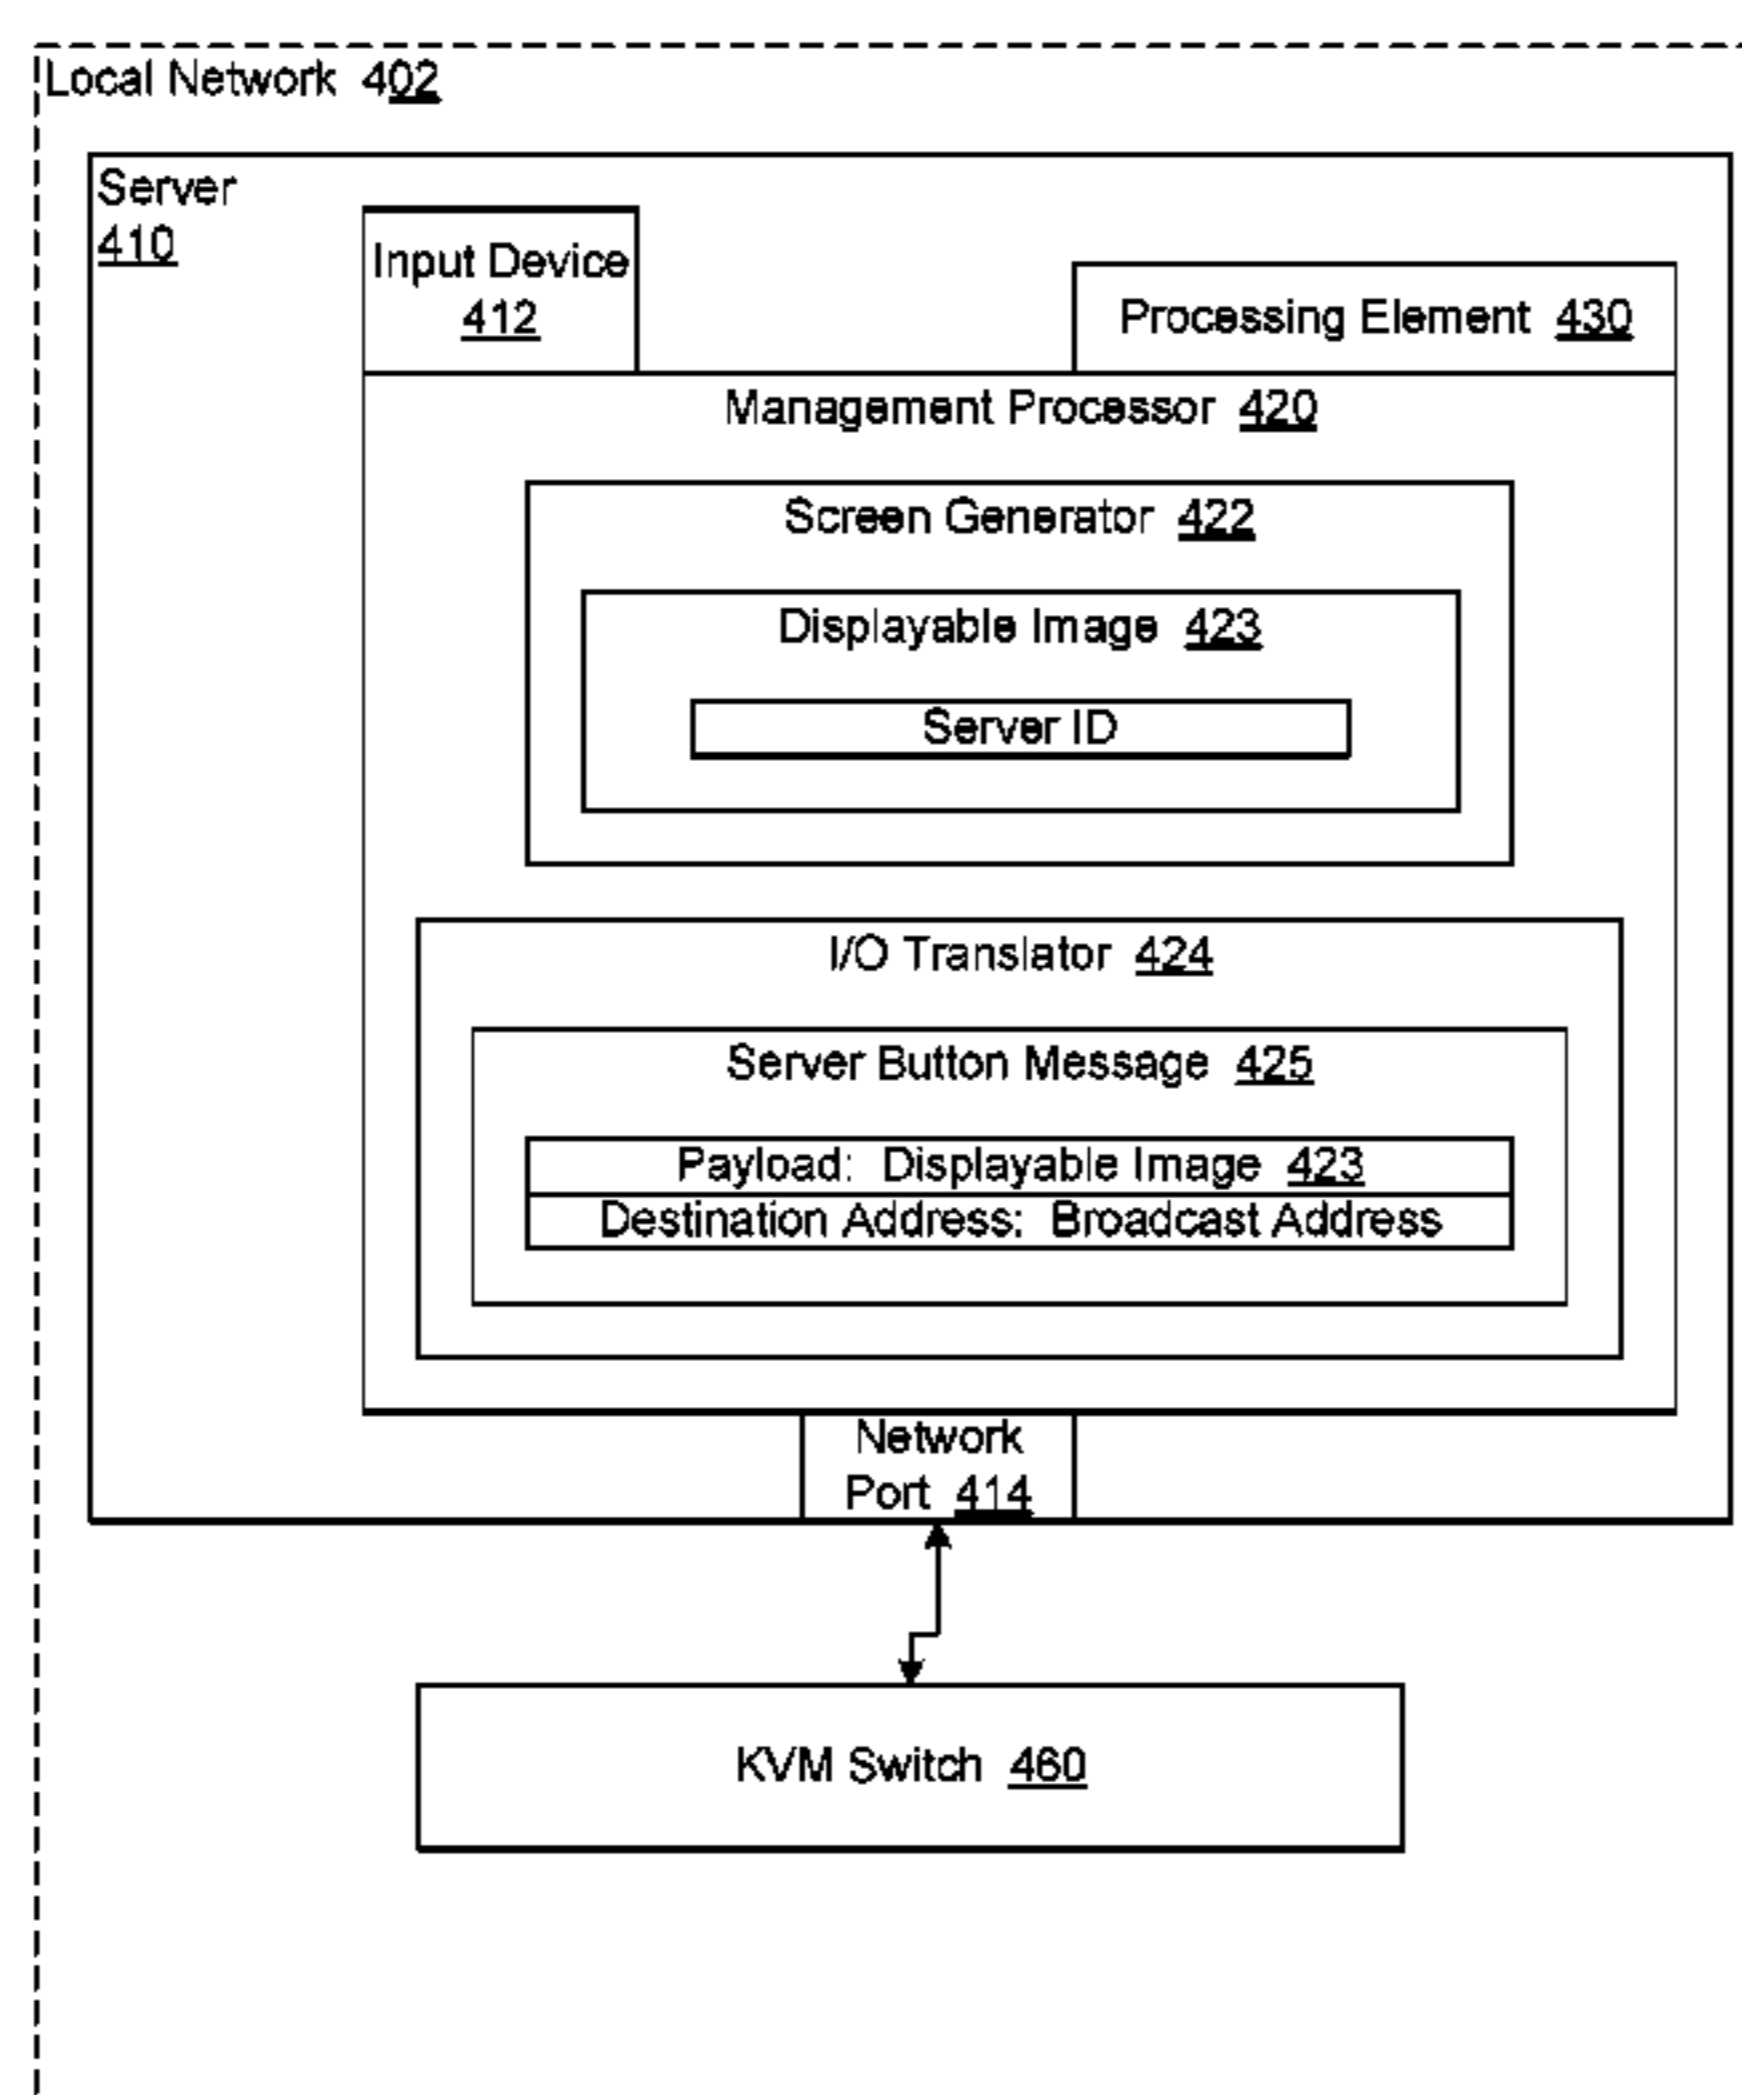 Local Network 402
Server
410
Input Device
412
Processing Element 430
Management Processor 420
Screen Generator 422
Displayable Image 423
Server ID
I/O Translator 424
Server Button Message 425
Payload: Displayable Image 423
Destination Address: Broadcast Address
Network
Port 414
KVM Switch 460